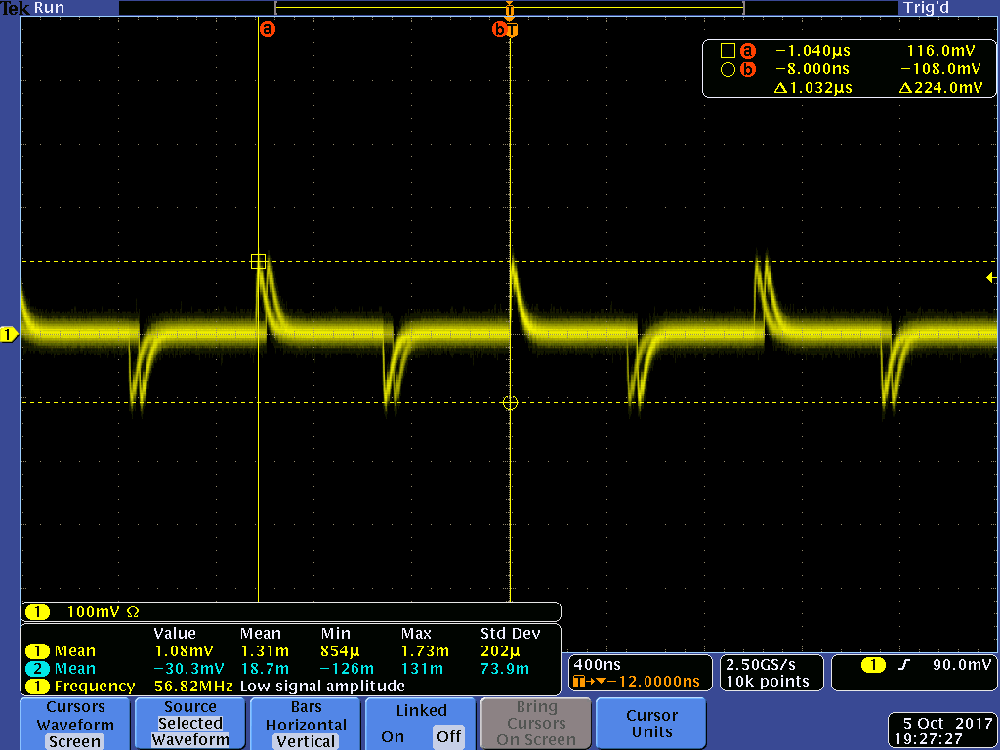 Tek Run Trig'd
T
a b T
a −1.040µs 116.0mV
b −8.000ns −108.0mV
Δ1.032µs Δ224.0mV
1
1 100mV Ω
Value Mean Min Max Std Dev
1 Mean 1.08mV 1.31m 854µ 1.73m 202µ
2 Mean −30.3mV 18.7m −126m 131m 73.9m
1 Frequency 56.82MHz Low signal amplitude
400ns
T→▼−12.0000ns
2.50GS/s
10k points
1 ƒ 90.0mV
Cursors
Waveform
Screen
Source
Selected
Waveform
Bars
Horizontal
Vertical
Linked
On Off
Bring
Cursors
On Screen
Cursor
Units
5 Oct 2017
19:27:27